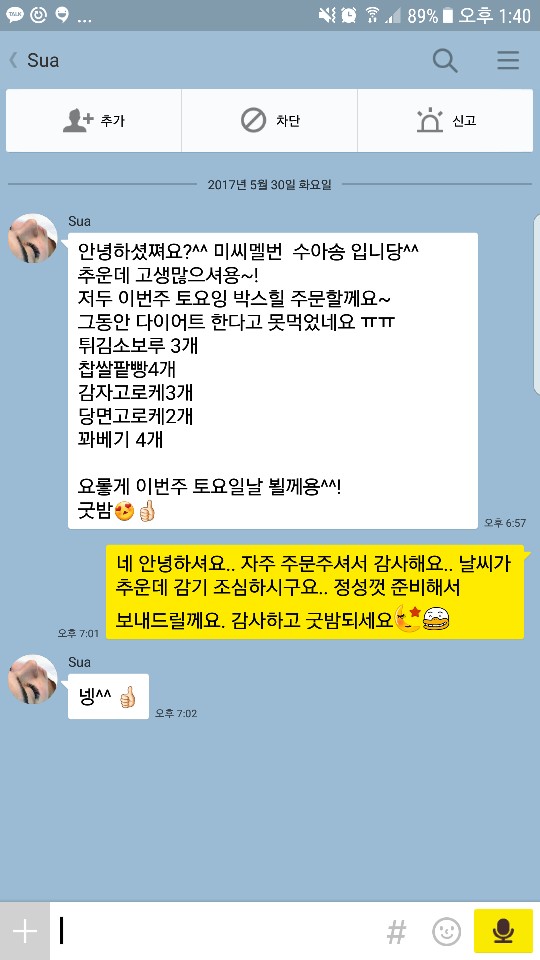 TALK
... 89% 오후 1:40
Sua
추가 차단 신고
2017년 5월 30일 화요일
Sua
안녕하셨쪄요?^^ 미씨멜번 수아송 입니당^^
추운데 고생많으셔용~!
저두 이번주 토요잉 박스힐 주문할께요~
그동안 다이어트 한다고 못먹었네요 ㅠㅠ
튀김소보루 3개
찹쌀팥빵4개
감자고로케3개
당면고로케2개
꽈베기 4개
요롷게 이번주 토요일날 뵐께용^^!
굿밤😍👍
오후 6:57
네 안녕하셔요.. 자주 주문주셔서 감사해요.. 날씨가
추운데 감기 조심하시구요.. 정성껏 준비해서
보내드릴께요. 감사하고 굿밤되세요
오후 7:01
Sua
넹^^ 👍
오후 7:02
#